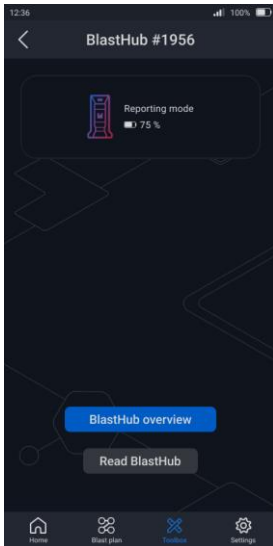 12:36 100%
BlastHub #1956
Reporting mode
75 %
BlastHub overview
Read BlastHub
Home Blast plan Toolbox Settings